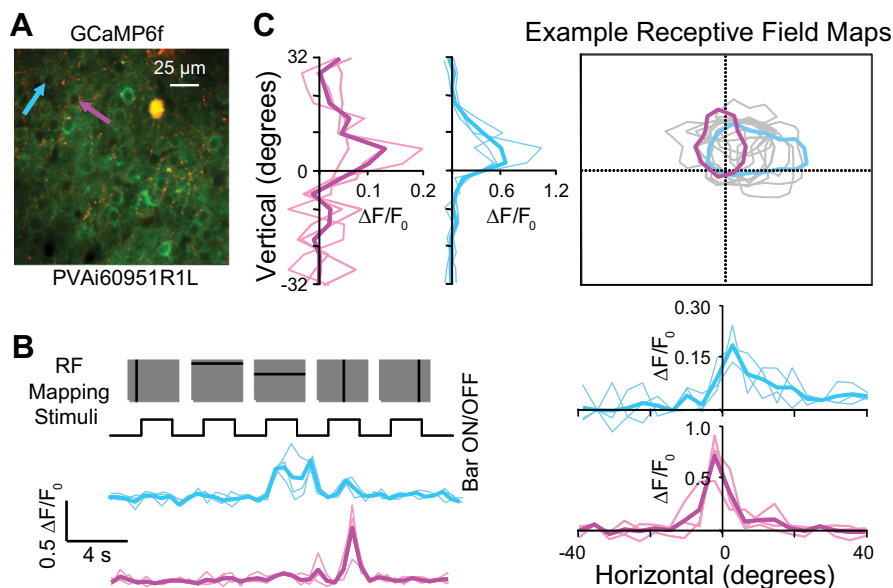 A
GCaMP6f
25 µm
PVAi60951R1L
C
Vertical (degrees)
32
0
-32
0.1
0.2
ΔF/F0
0.6
1.2
ΔF/F0
Example Receptive Field Maps
B
RF
Mapping
Stimuli
Bar ON/OFF
0.5 ΔF/F0
4 s
0.30
0.15
ΔF/F0
1.0
0.5
ΔF/F0
-40
0
40
Horizontal (degrees)